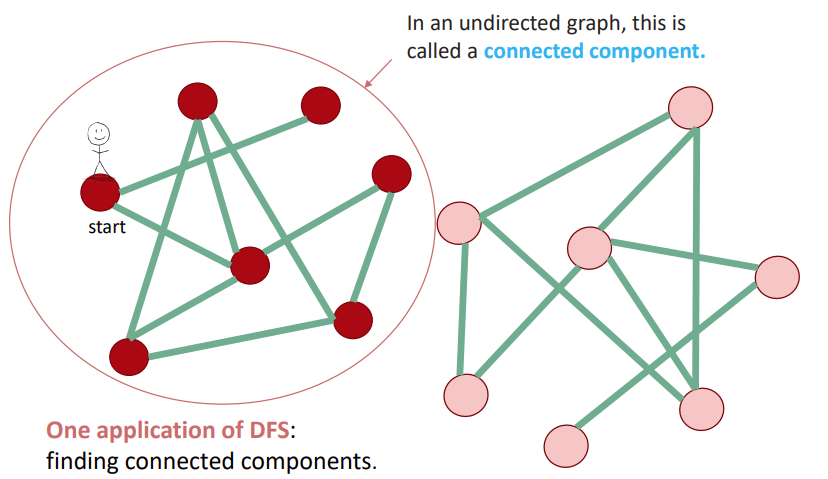 In an undirected graph, this is
called a connected component.
start
One application of DFS:
finding connected components.